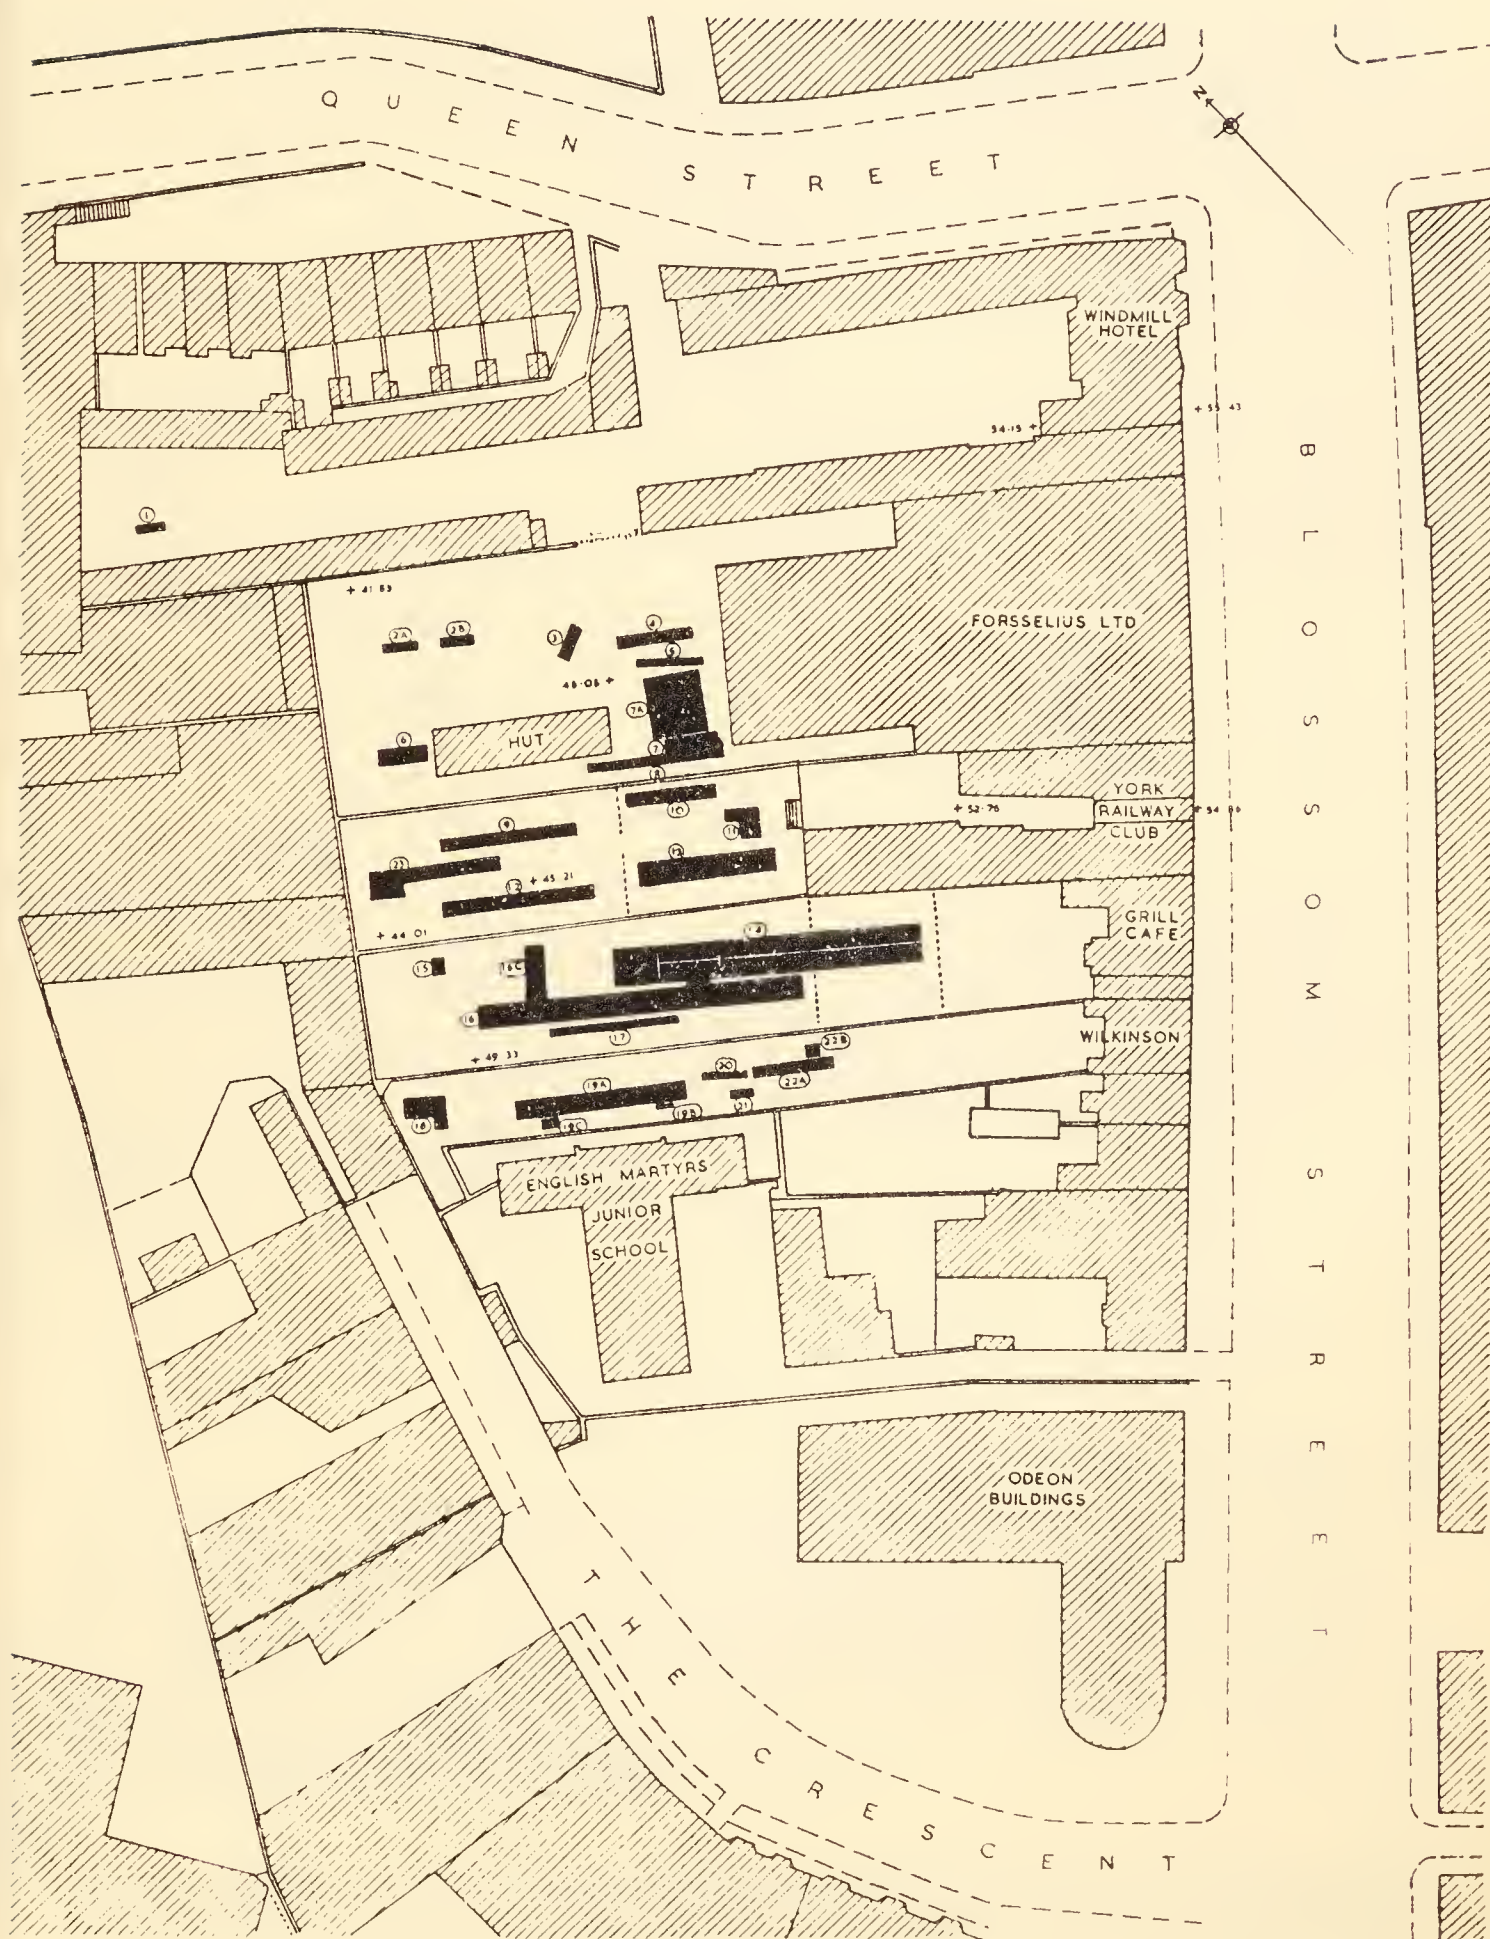 QUEEN STREET
N
WINDMILL
HOTEL
+ 55 43
54·15 +
BLOSSOM STREET
1
+ 41 83
FORSSELIUS LTD
2A
2B
3
4
5
48·08 +
7A
6
HUT
7
8
YORK
RAILWAY
CLUB
+ 52·76
10
9
11
+ 45 21
12
+ 44 01
GRILL
CAFE
14
15
16C
16
17
+ 49 33
WILKINSON
22B
20
22A
19A
19B
21
18
19C
ENGLISH MARTYRS
JUNIOR
SCHOOL
ODEON
BUILDINGS
THE CRESCENT